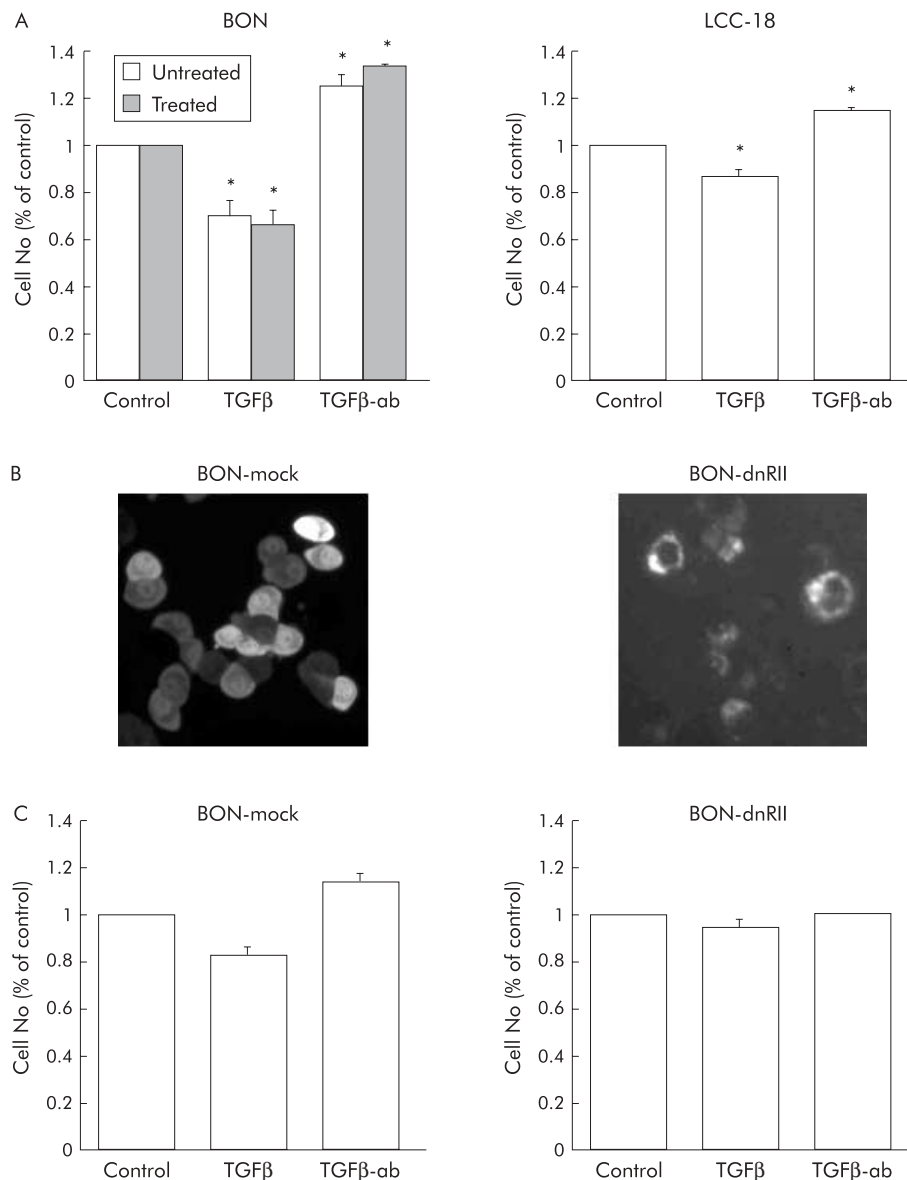 A
BON
LCC-18
Cell No (% of control)
1.4
1.2
1
0.8
0.6
0.4
0.2
0
Untreated
Treated
* * * *
Control TGFβ TGFβ-ab
Cell No (% of control)
1.4
1.2
1
0.8
0.6
0.4
0.2
0
* *
Control TGFβ TGFβ-ab
B
BON-mock
BON-dnRII
C
BON-mock
BON-dnRII
Cell No (% of control)
1.4
1.2
1
0.8
0.6
0.4
0.2
0
Control TGFβ TGFβ-ab
Cell No (% of control)
1.4
1.2
1
0.8
0.6
0.4
0.2
0
Control TGFβ TGFβ-ab